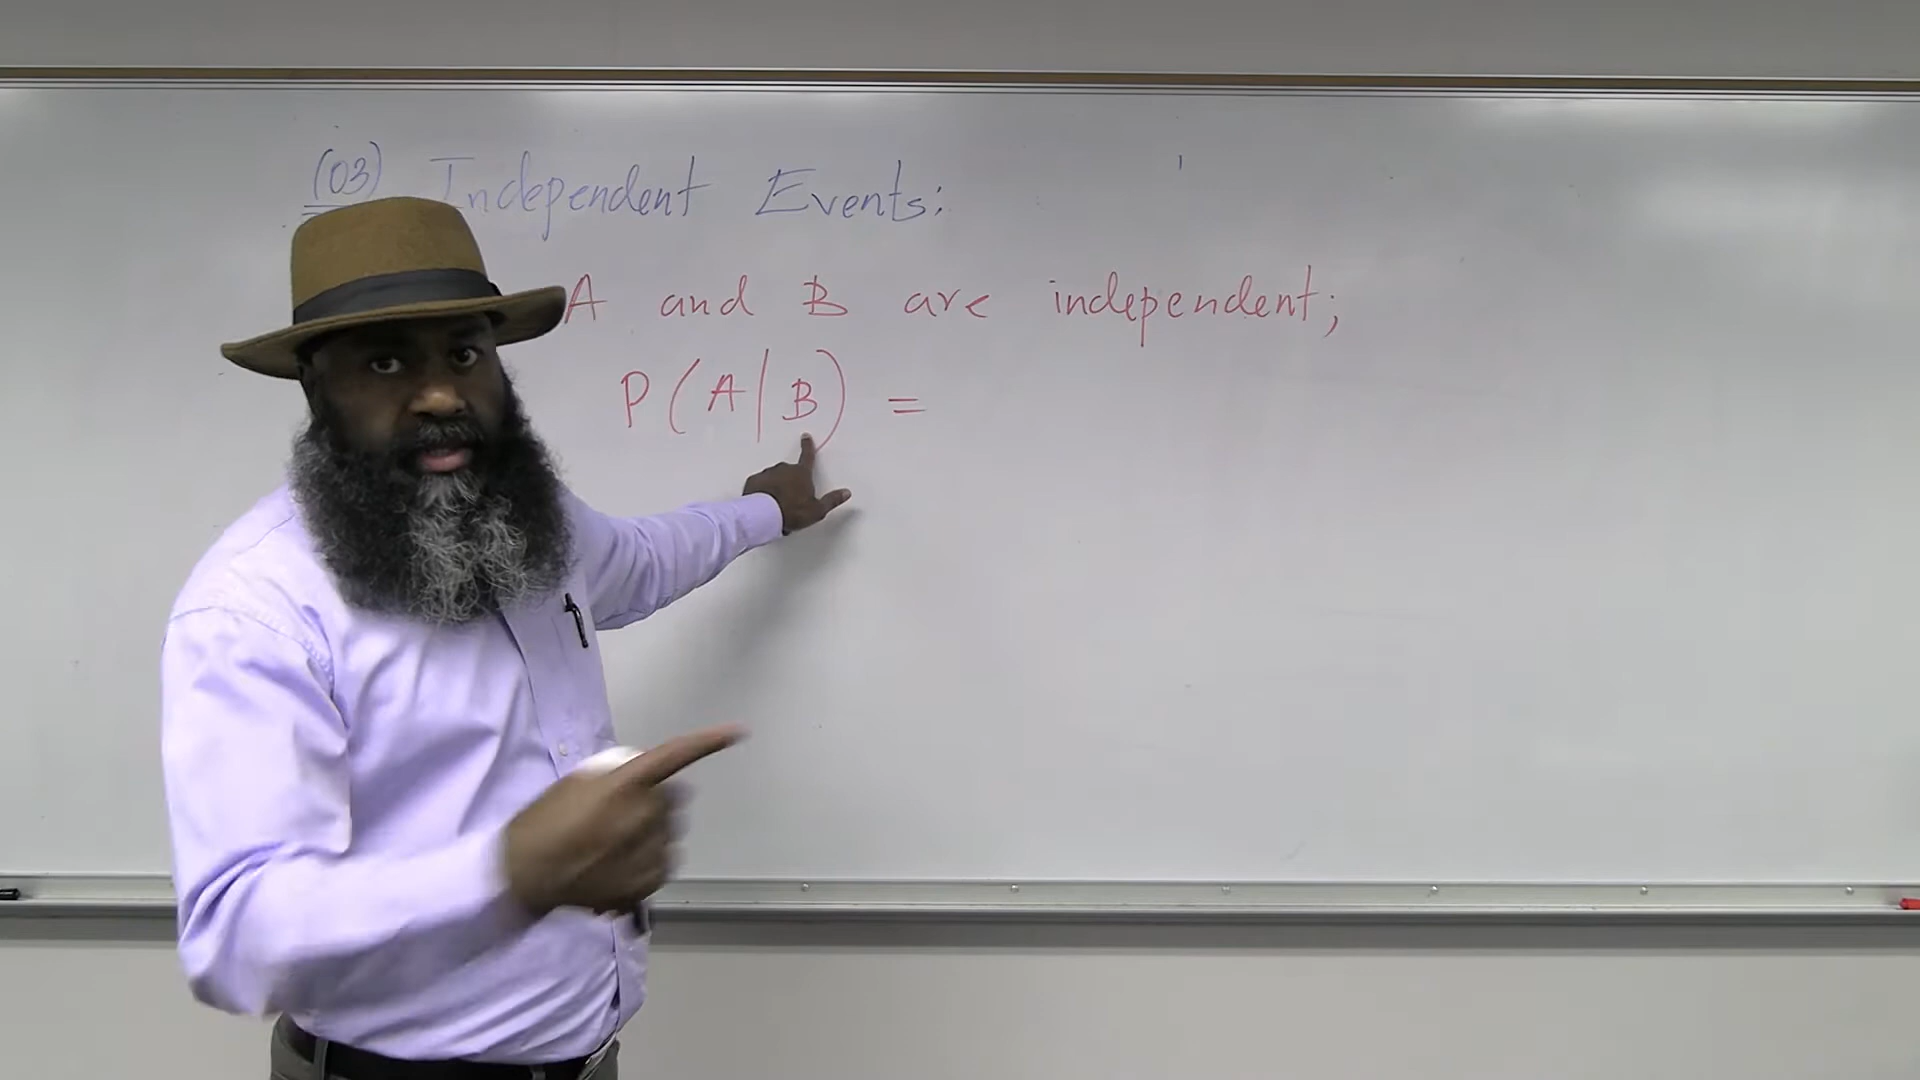 (03) Independent Events:
A and B are independent;
P(A|B) =